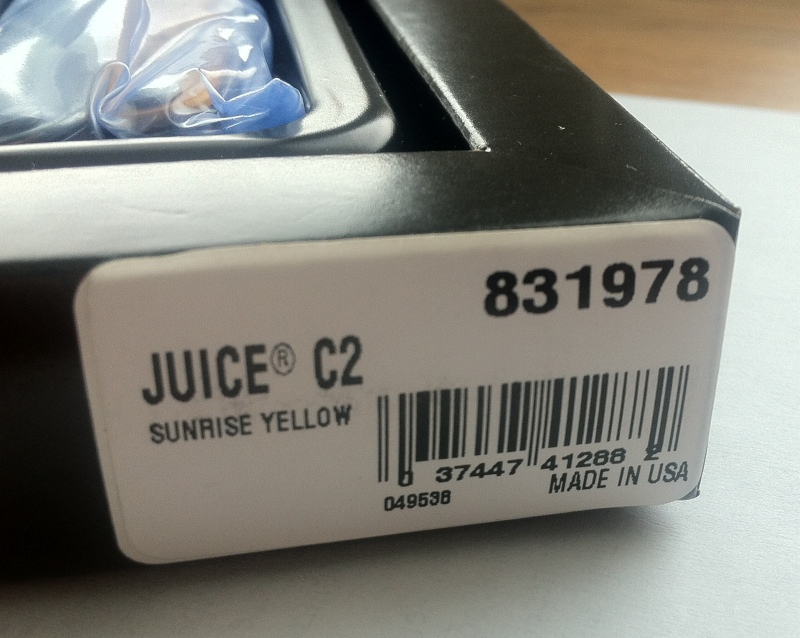 831978
JUICE® C2
SUNRISE YELLOW
0 37447 41288 2
049538
MADE IN USA